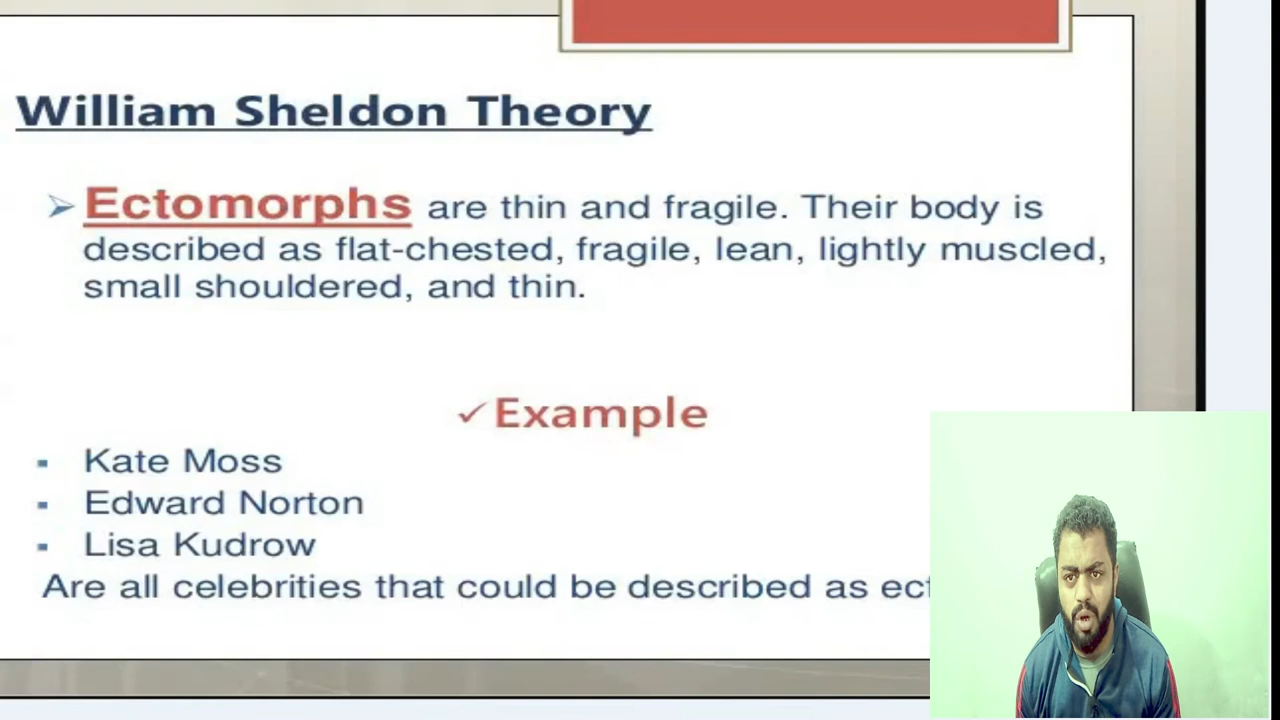 William Sheldon Theory
➢ Ectomorphs are thin and fragile. Their body is
described as flat-chested, fragile, lean, lightly muscled,
small shouldered, and thin.
✓Example
▪ Kate Moss
▪ Edward Norton
▪ Lisa Kudrow
Are all celebrities that could be described as